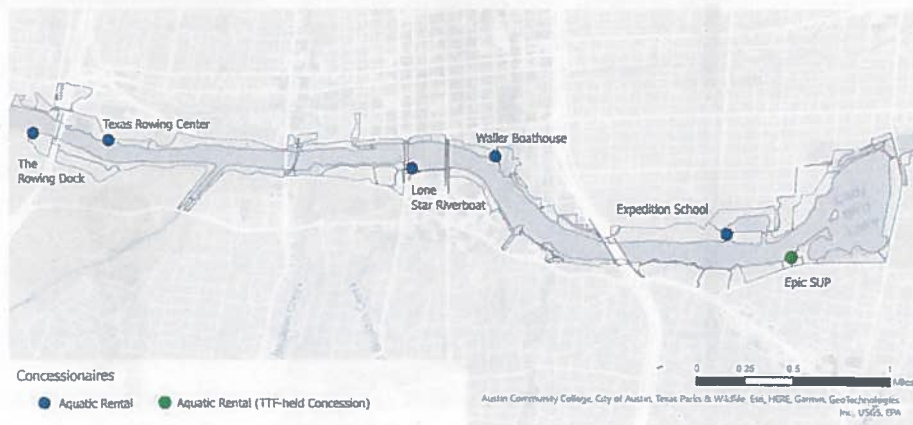 Texas Rowing Center
The
Rowing Dock
Waller Boathouse
Lone
Star Riverboat
Expedition School
Epic SUP
Concessionaires
Aquatic Rental
Aquatic Rental (TTF-held Concession)
0 0.25 0.5 1
Miles
Austin Community College, City of Austin, Texas Parks & Wildlife, Esri, HERE, Garmin, GeoTechnologies,
Inc., USGS, EPA